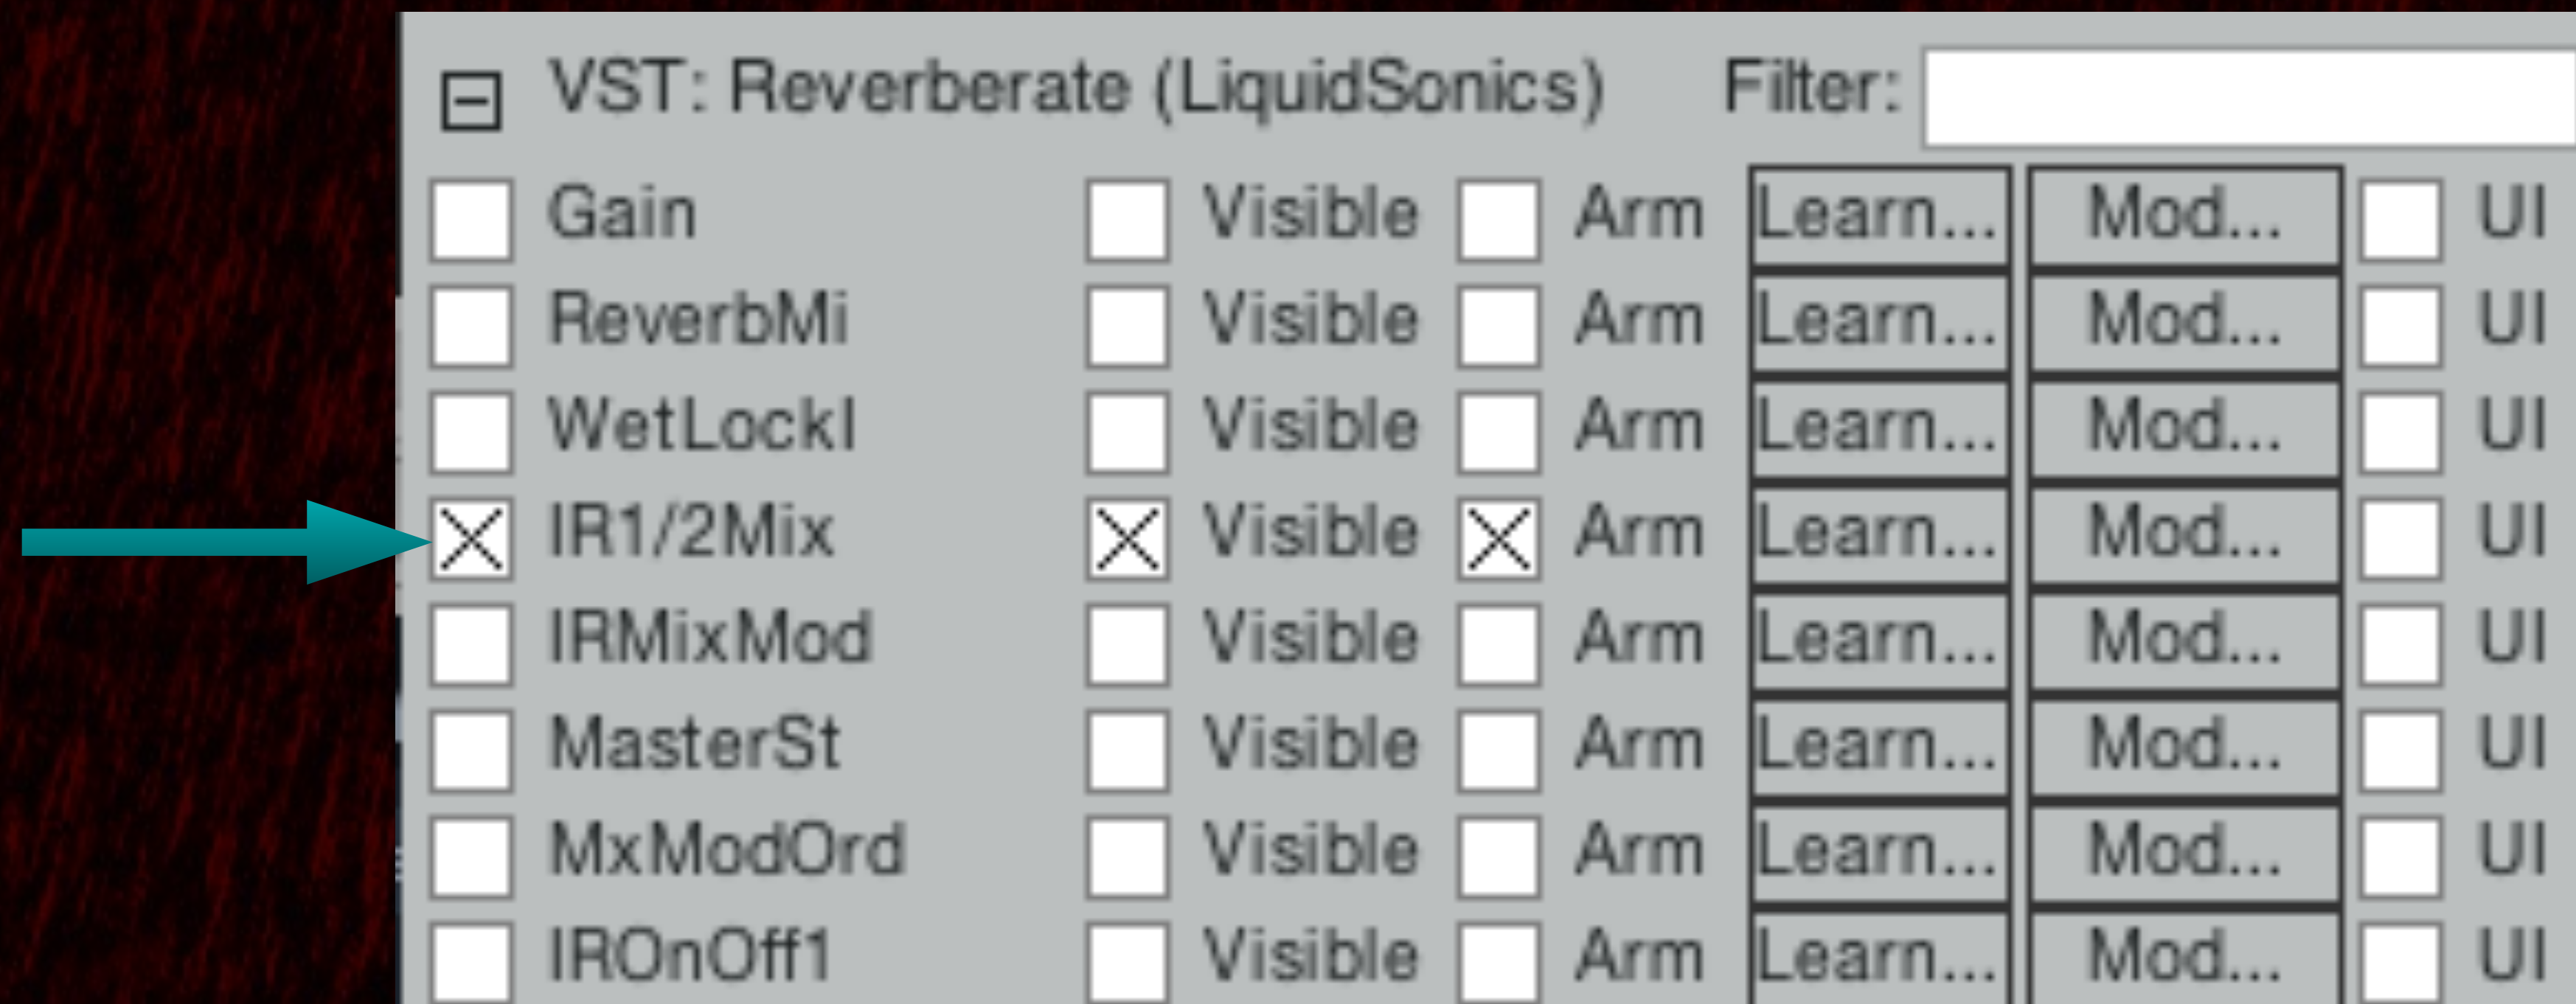 VST: Reverberate (LiquidSonics) Filter:
Gain Visible Arm Learn... Mod... UI
ReverbMi Visible Arm Learn... Mod... UI
WetLockI Visible Arm Learn... Mod... UI
IR1/2Mix Visible Arm Learn... Mod... UI
IRMixMod Visible Arm Learn... Mod... UI
MasterSt Visible Arm Learn... Mod... UI
MxModOrd Visible Arm Learn... Mod... UI
IROnOff1 Visible Arm Learn... Mod... UI